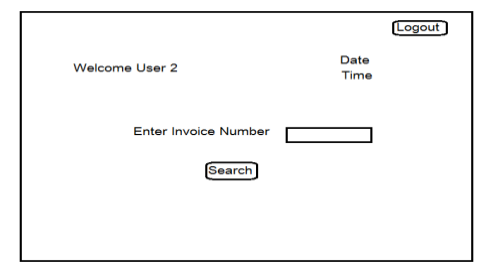 Logout
Welcome User 2
Date
Time
Enter Invoice Number
Search